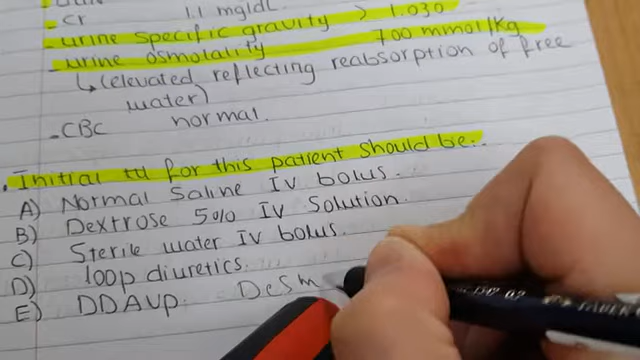 - Cr 1.1 mg/dL
- urine specific gravity > 1.030
- urine osmolality 700 mmol/kg
↳ (elevated reflecting reabsorption of free
water)
- CBC normal.
. Initial ttt for this patient should be..
A) Normal Saline IV bolus.
B) Dextrose 5% IV Solution.
C) Sterile water IV bolus.
D) loop diuretics.
E) DDAVP. Desm